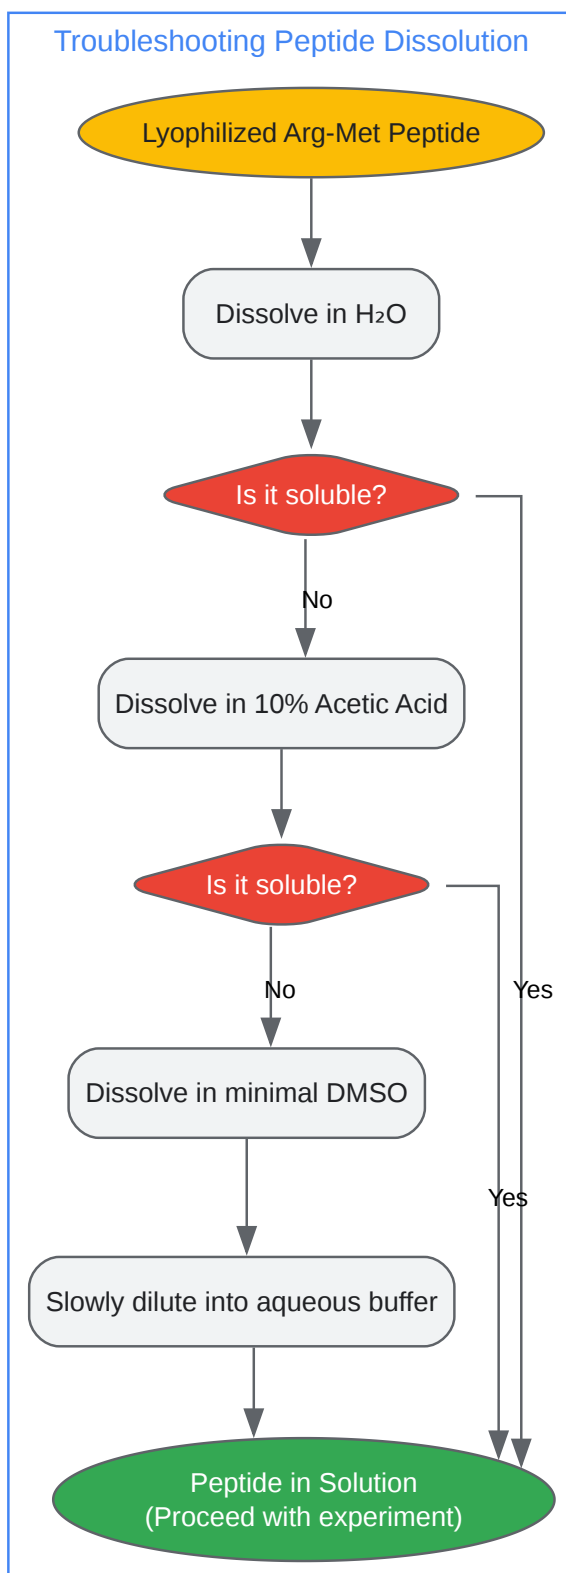 Troubleshooting Peptide Dissolution
Lyophilized Arg-Met Peptide
Dissolve in H₂O
Is it soluble?
No
Dissolve in 10% Acetic Acid
Is it soluble?
No
Yes
Dissolve in minimal DMSO
Yes
Slowly dilute into aqueous buffer
Peptide in Solution
(Proceed with experiment)